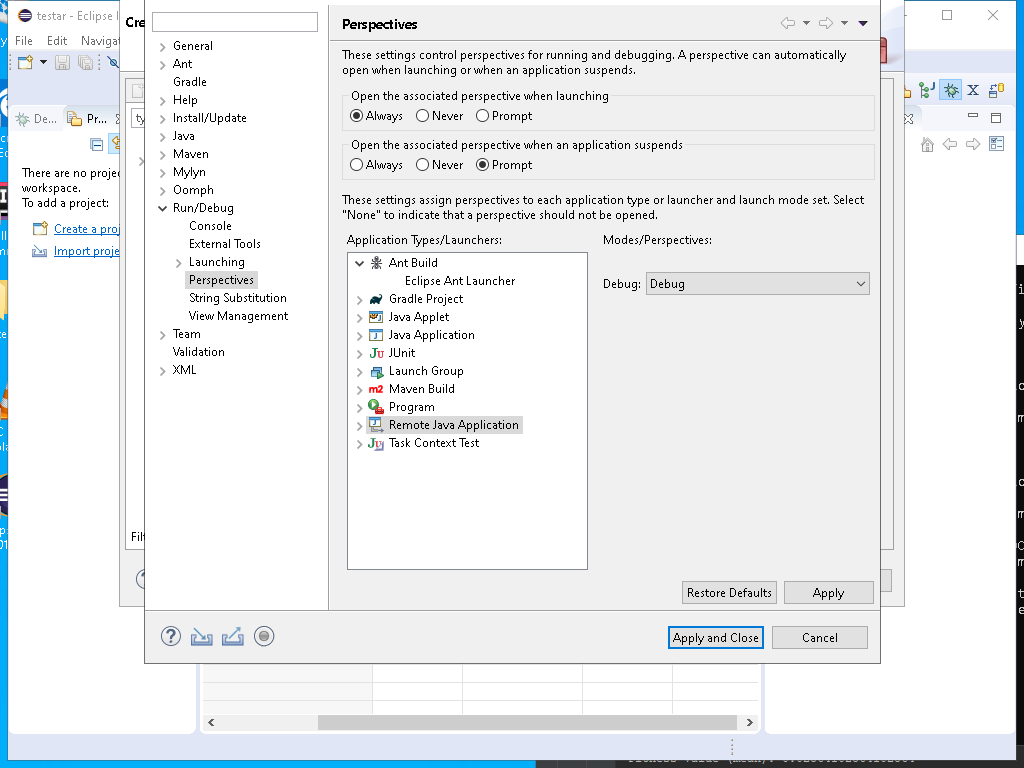 testar - Eclipse I
File Edit Navigat
Cre
De...
Pr...
There are no proje
workspace.
To add a project:
Create a proj
Import proje
ty
Filt
General
Ant
Gradle
Help
Install/Update
Java
Maven
Mylyn
Oomph
Run/Debug
Console
External Tools
Launching
Perspectives
String Substitution
View Management
Team
Validation
XML
Perspectives
These settings control perspectives for running and debugging. A perspective can automatically
open when launching or when an application suspends.
Open the associated perspective when launching
Always Never Prompt
Open the associated perspective when an application suspends
Always Never Prompt
These settings assign perspectives to each application type or launcher and launch mode set. Select
"None" to indicate that a perspective should not be opened.
Application Types/Launchers:
Modes/Perspectives:
Ant Build
Eclipse Ant Launcher
Gradle Project
Java Applet
Java Application
JUnit
Launch Group
Maven Build
Program
Remote Java Application
Task Context Test
Debug: Debug
Restore Defaults Apply
Apply and Close Cancel